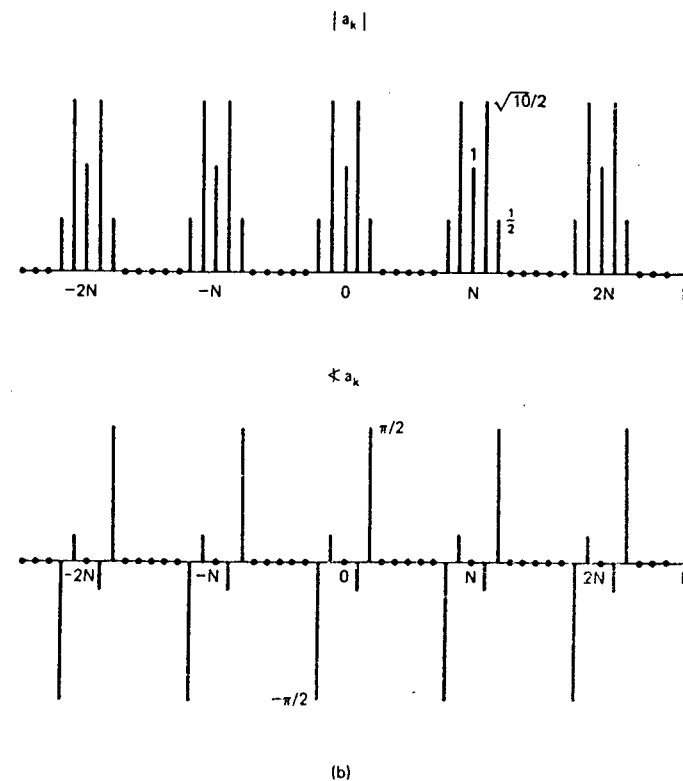 |a_k|
√10/2
1
1/2
-2N -N 0 N 2N
∢ a_k
π/2
-2N -N 0 N 2N
-π/2
(b)